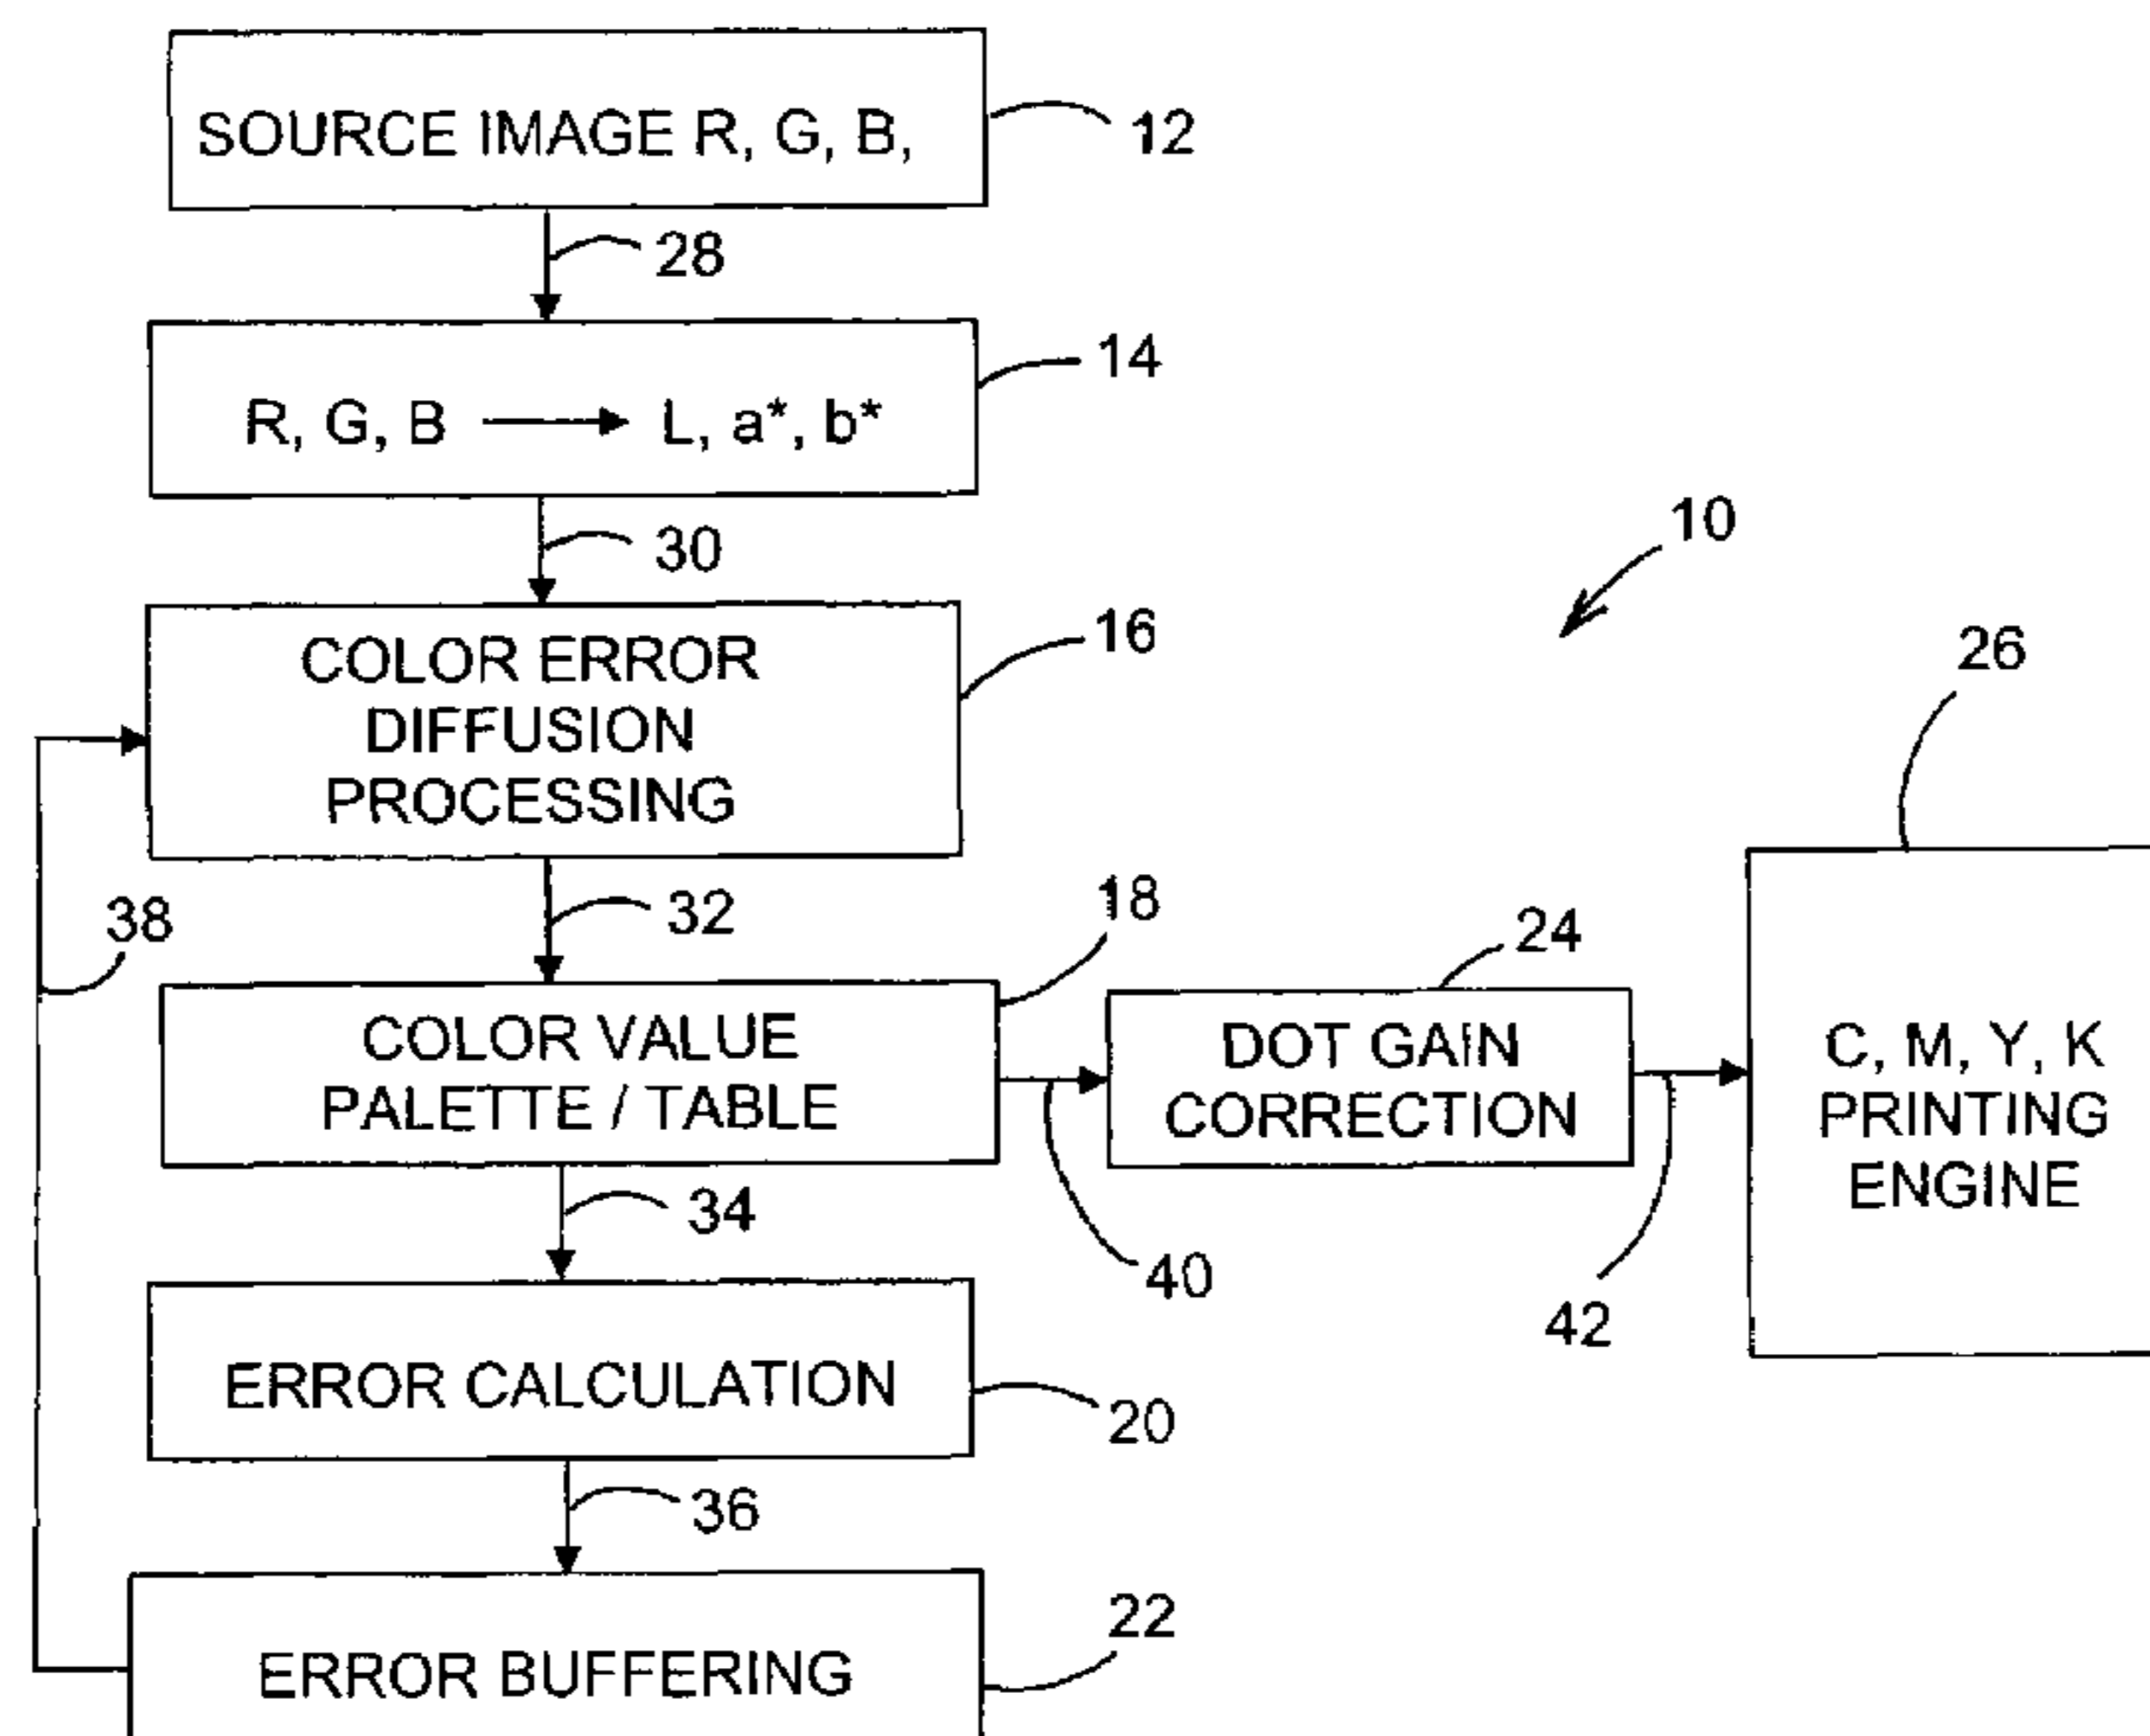 SOURCE IMAGE R, G, B,
12
28
14
R, G, B → L, a*, b*
30
10
16
COLOR ERROR
DIFFUSION
PROCESSING
26
38
32
18
24
COLOR VALUE
PALETTE / TABLE
DOT GAIN
CORRECTION
C, M, Y, K
PRINTING
ENGINE
34
40
42
ERROR CALCULATION
20
36
22
ERROR BUFFERING